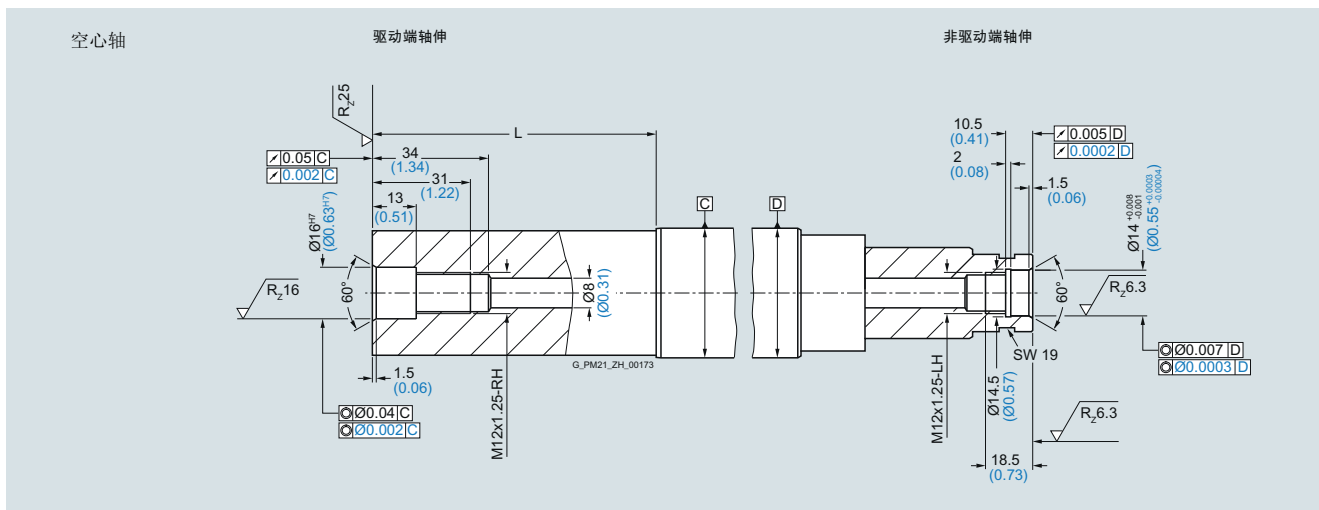 空心轴
驱动端轴伸
非驱动端轴伸
RZ25
L
34
(1.34)
31
(1.22)
13
(0.51)
0.05 C
0.002 C
Ø16H7
(Ø0.63H7)
60°
RZ16
1.5
(0.06)
Ø0.04 C
Ø0.002 C
M12x1.25-RH
Ø8
(Ø0.31)
G_PM21_ZH_00173
C
D
10.5
(0.41)
2
(0.08)
0.005 D
0.0002 D
1.5
(0.06)
Ø14 +0.008 -0.001
(Ø0.55 +0.0003 -0.00004)
60°
RZ6.3
SW 19
M12x1.25-LH
Ø14.5
(Ø0.57)
Ø0.007 D
Ø0.0003 D
RZ6.3
18.5
(0.73)